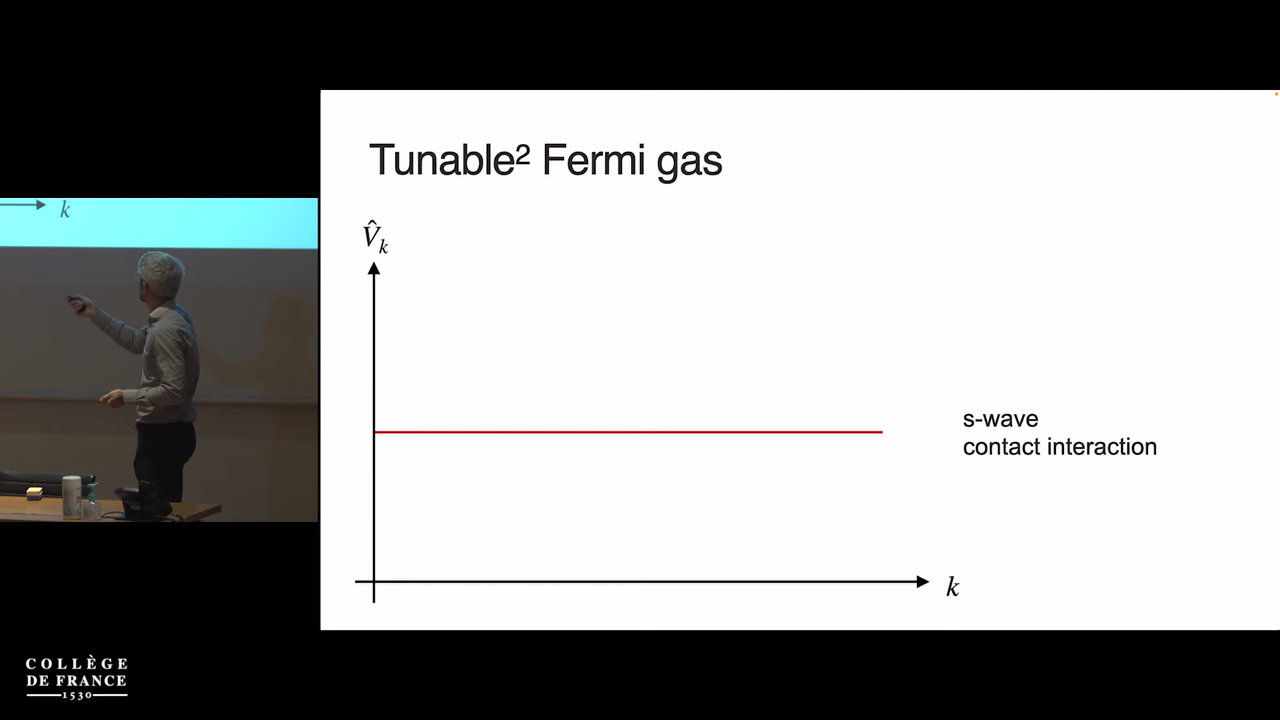 k
Tunable² Fermi gas
V̂ₖ
s-wave
contact interaction
k
COLLÈGE
DE FRANCE
1530